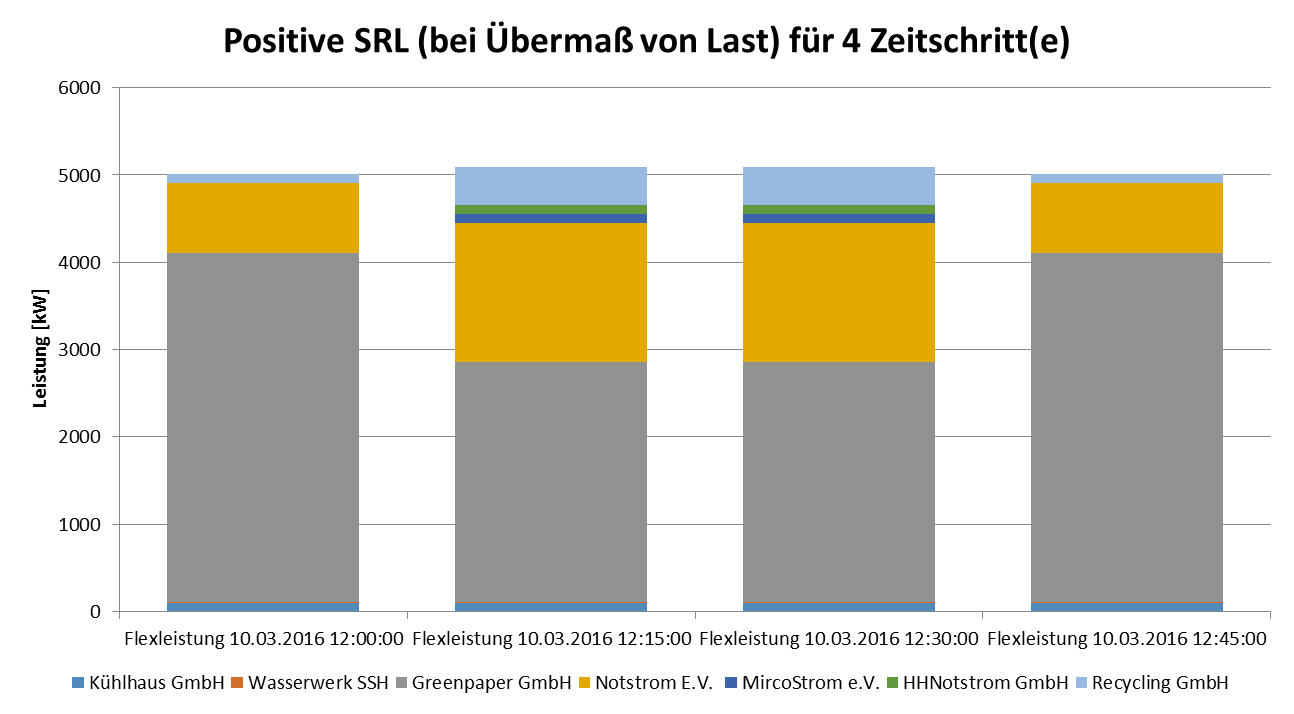 Positive SRL (bei Übermaß von Last) für 4 Zeitschritt(e)
6000
5000
4000
3000
2000
1000
0
Leistung [kW]
Flexleistung 10.03.2016 12:00:00 Flexleistung 10.03.2016 12:15:00 Flexleistung 10.03.2016 12:30:00 Flexleistung 10.03.2016 12:45:00
Kühlhaus GmbH Wasserwerk SSH Greenpaper GmbH Notstrom E.V. MircoStrom e.V. HHNotstrom GmbH Recycling GmbH